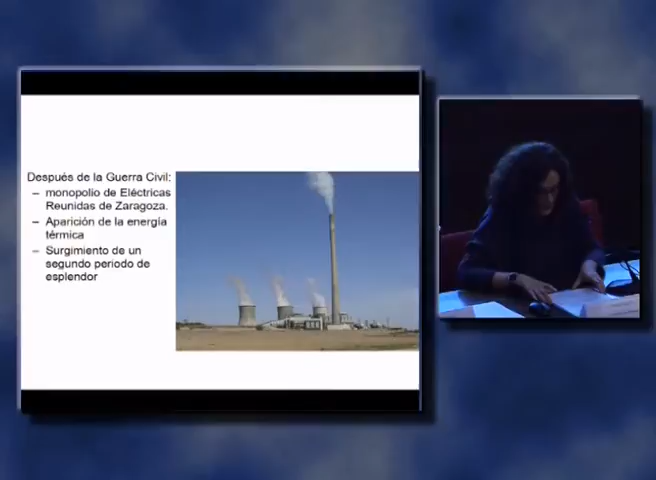 Después de la Guerra Civil:
– monopolio de Eléctricas
Reunidas de Zaragoza.
– Aparición de la energía
térmica
– Surgimiento de un
segundo periodo de
esplendor